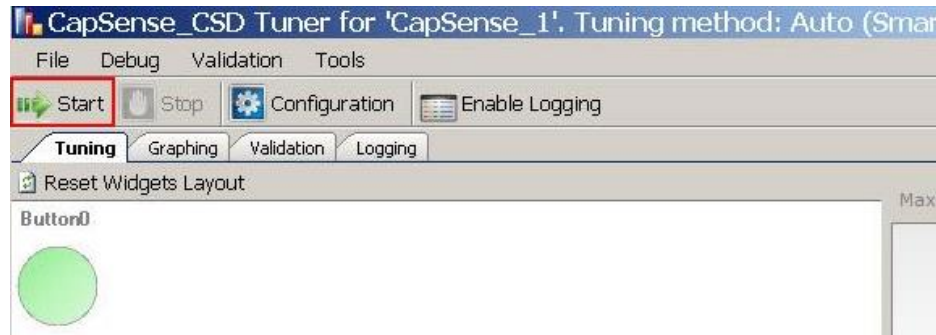 CapSense_CSD Tuner for 'CapSense_1'. Tuning method: Auto (Smar
File Debug Validation Tools
Start Stop Configuration Enable Logging
Tuning Graphing Validation Logging
Reset Widgets Layout
Max
Button0